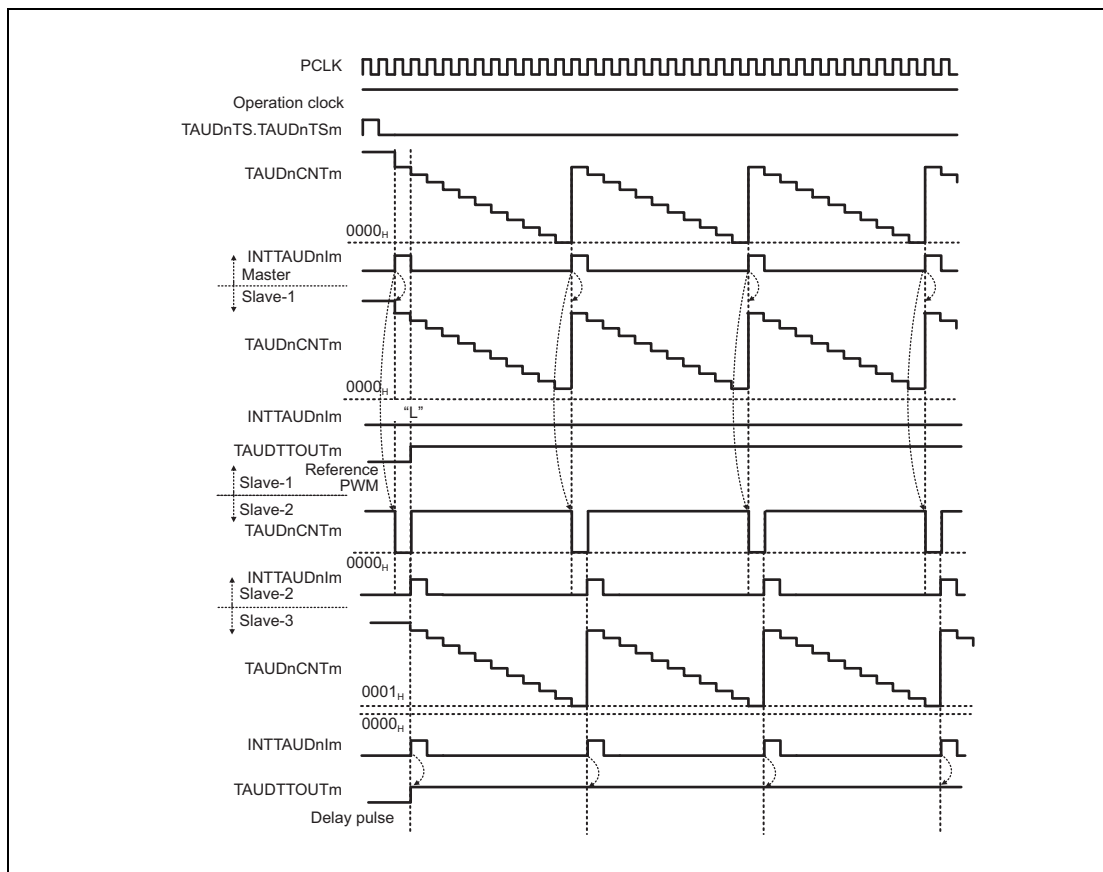 PCLK
Operation clock
TAUDnTS.TAUDnTSm
TAUDnCNTm
0000H
INTTAUDnIm
Master
Slave-1
TAUDnCNTm
0000H
INTTAUDnIm
“L”
TAUDTTOUTm
Reference
PWM
Slave-1
Slave-2
TAUDnCNTm
0000H
INTTAUDnIm
Slave-2
Slave-3
TAUDnCNTm
0001H
0000H
INTTAUDnIm
TAUDTTOUTm
Delay pulse